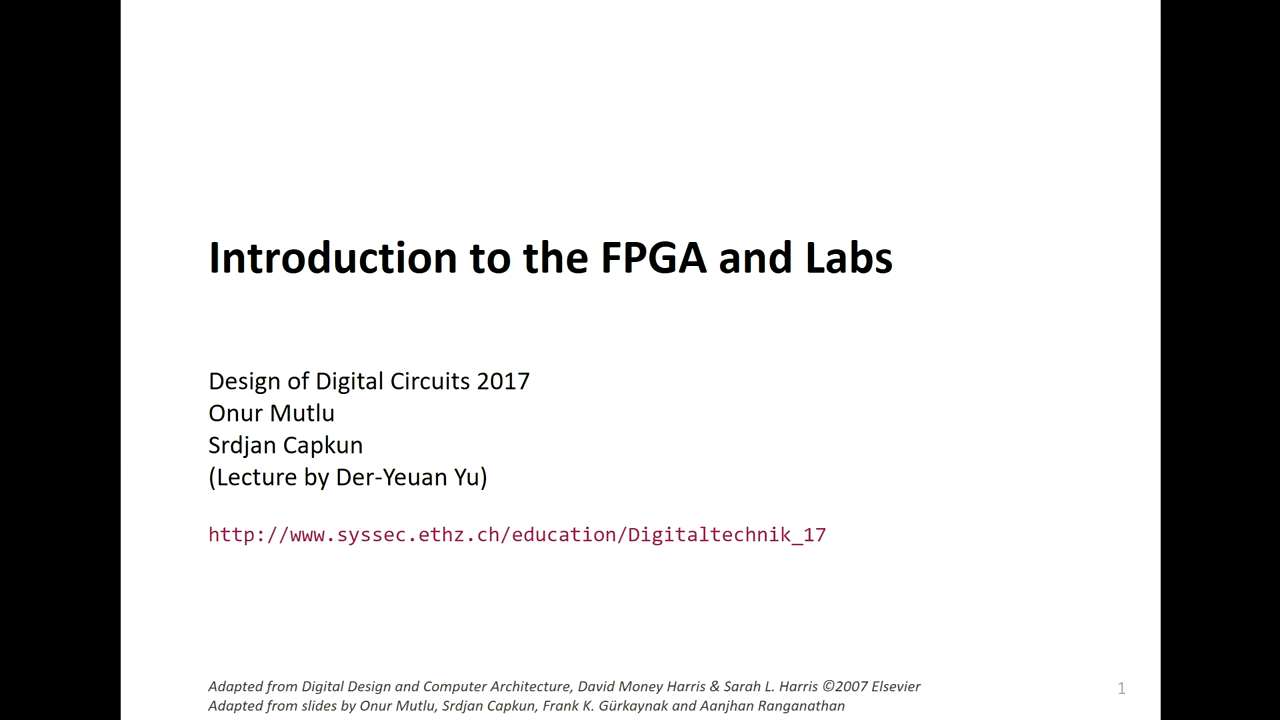 Introduction to the FPGA and Labs
Design of Digital Circuits 2017
Onur Mutlu
Srdjan Capkun
(Lecture by Der-Yeuan Yu)
http://www.syssec.ethz.ch/education/Digitaltechnik_17
Adapted from Digital Design and Computer Architecture, David Money Harris & Sarah L. Harris ©2007 Elsevier
Adapted from slides by Onur Mutlu, Srdjan Capkun, Frank K. Gürkaynak and Aanjhan Ranganathan
1